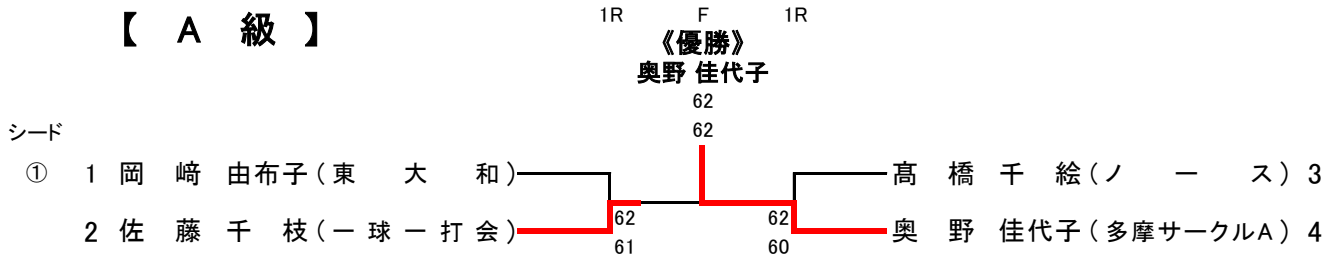 【 A 級 】
1R F 1R
《優勝》
奥野 佳代子
62
62
シード
① 1 岡 﨑 由布子(東 大 和) 髙 橋 千 絵(ノ ー ス) 3
62 62
2 佐 藤 千 枝(一 球 一 打 会) 奥 野 佳代子(多摩サークルA) 4
61 60